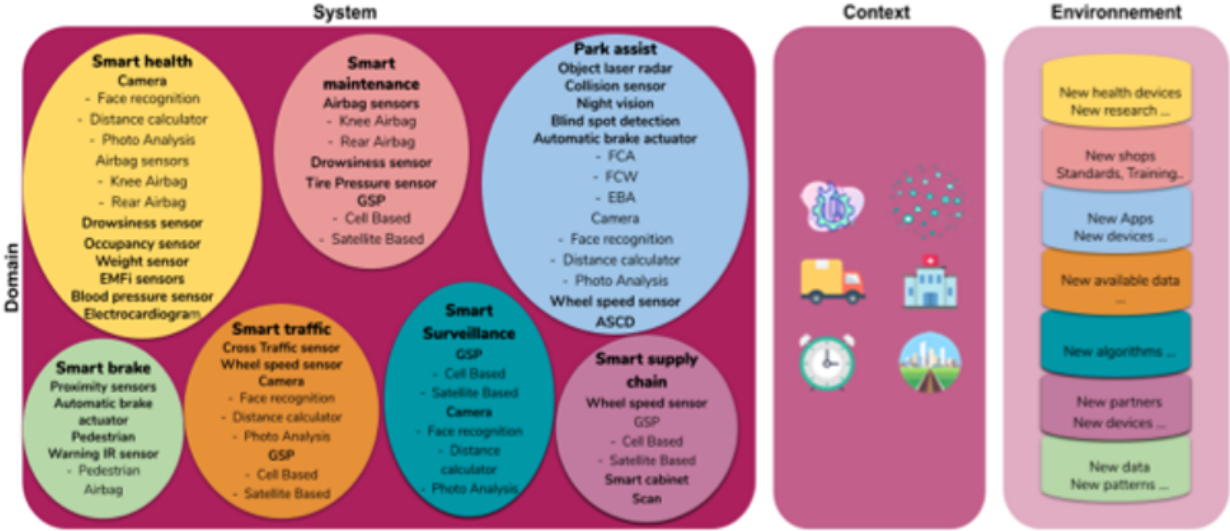 System
Context
Environnement
Domain
Smart health
Camera
- Face recognition
- Distance calculator
- Photo Analysis
Airbag sensors
- Knee Airbag
- Rear Airbag
Drowsiness sensor
Occupancy sensor
Weight sensor
EMFi sensors
Blood pressure sensor
Electrocardiogram
Smart
maintenance
Airbag sensors
- Knee Airbag
- Rear Airbag
Drowsiness sensor
Tire Pressure sensor
GSP
- Cell Based
- Satellite Based
Park assist
Object laser radar
Collision sensor
Night vision
Blind spot detection
Automatic brake actuator
- FCA
- FCW
- EBA
Camera
- Face recognition
- Distance calculator
- Photo Analysis
Wheel speed sensor
ASCD
Smart brake
Proximity sensors
Automatic brake
actuator
Pedestrian
Warning IR sensor
- Pedestrian
Airbag
Smart traffic
Cross Traffic sensor
Wheel speed sensor
Camera
- Face recognition
- Distance calculator
- Photo Analysis
GSP
- Cell Based
- Satellite Based
Smart
Surveillance
GSP
- Cell Based
- Satellite Based
Camera
- Face recognition
- Distance
calculator
- Photo Analysis
Smart supply
chain
Wheel speed sensor
GSP
- Cell Based
- Satellite Based
Smart cabinet
Scan
New health devices
New research ...
New shops
Standards, Training..
New Apps
New devices ...
New available data
...
New algorithms ...
New partners
New devices ...
New data
New patterns ...